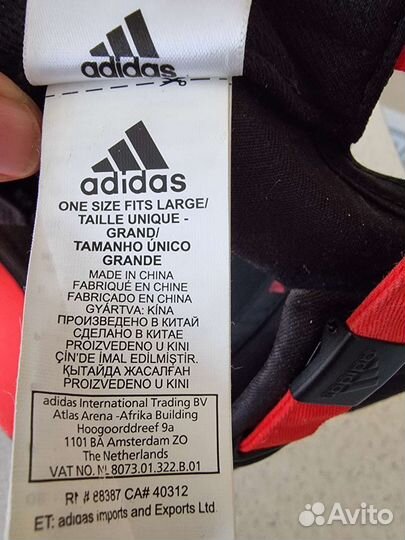 adidas
adidas
ONE SIZE FITS LARGE/
TAILLE UNIQUE -
GRAND/
TAMANHO ÚNICO
GRANDE
MADE IN CHINA
FABRIQUÉ EN CHINE
FABRICADO EN CHINA
GYÁRTVA: KÍNA
ПРОИЗВЕДЕНО В КИТАЙ
СДЕЛАНО В КИТАЕ
PROIZVEDENO U KINI
ÇİN'DE İMAL EDİLMİŞTİR.
ҚЫТАЙДА ЖАСАЛҒАН
PROIZVEDENO U KINI
adidas International Trading BV
Atlas Arena -Afrika Building
Hoogoorddreef 9a
1101 BA Amsterdam ZO
The Netherlands
VAT NO. NL8073.01.322.B.01
RN # 88387 CA# 40312
ET: adidas imports and Exports Ltd.
adidas
Avito